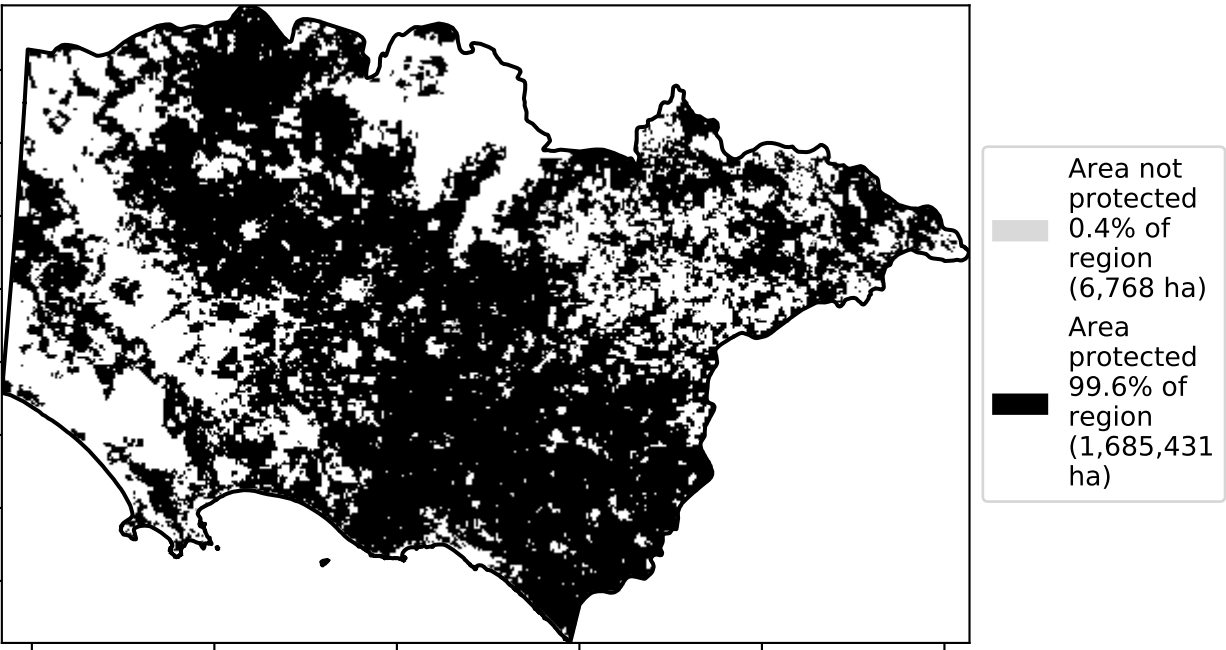 Area not
protected
0.4% of
region
(6,768 ha)
Area
protected
99.6% of
region
(1,685,431
ha)